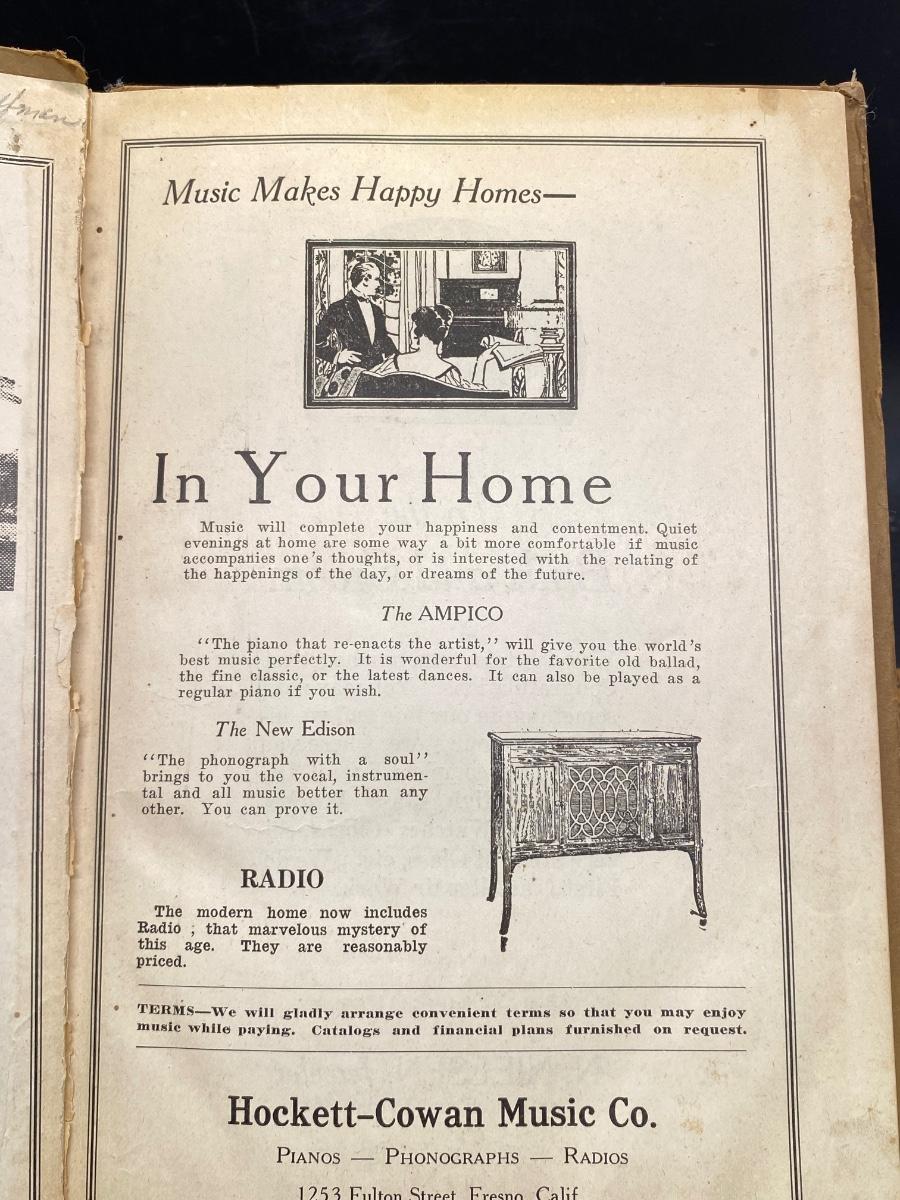 Music Makes Happy Homes—
In Your Home
Music will complete your happiness and contentment. Quiet
evenings at home are some way a bit more comfortable if music
accompanies one's thoughts, or is interested with the relating of
the happenings of the day, or dreams of the future.
The AMPICO
"The piano that re-enacts the artist," will give you the world's
best music perfectly. It is wonderful for the favorite old ballad,
the fine classic, or the latest dances. It can also be played as a
regular piano if you wish.
The New Edison
"The phonograph with a soul"
brings to you the vocal, instrumen-
tal and all music better than any
other. You can prove it.
RADIO
The modern home now includes
Radio ; that marvelous mystery of
this age. They are reasonably
priced.
TERMS—We will gladly arrange convenient terms so that you may enjoy
music while paying. Catalogs and financial plans furnished on request.
Hockett-Cowan Music Co.
PIANOS — PHONOGRAPHS — RADIOS
1253 Fulton Street, Fresno, Calif